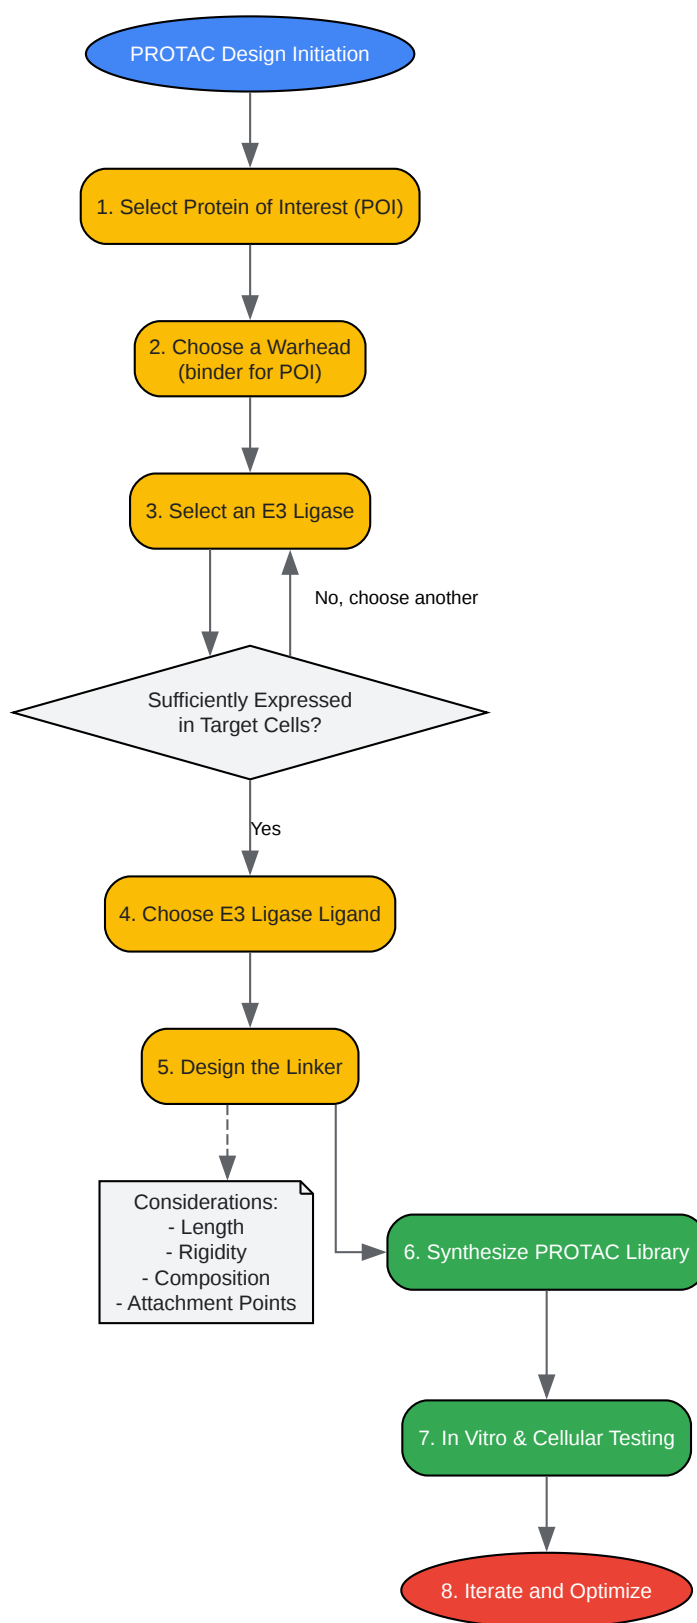 PROTAC Design Initiation
1. Select Protein of Interest (POI)
2. Choose a Warhead
(binder for POI)
3. Select an E3 Ligase
No, choose another
Sufficiently Expressed
in Target Cells?
Yes
4. Choose E3 Ligase Ligand
5. Design the Linker
Considerations:
- Length
- Rigidity
- Composition
- Attachment Points
6. Synthesize PROTAC Library
7. In Vitro & Cellular Testing
8. Iterate and Optimize